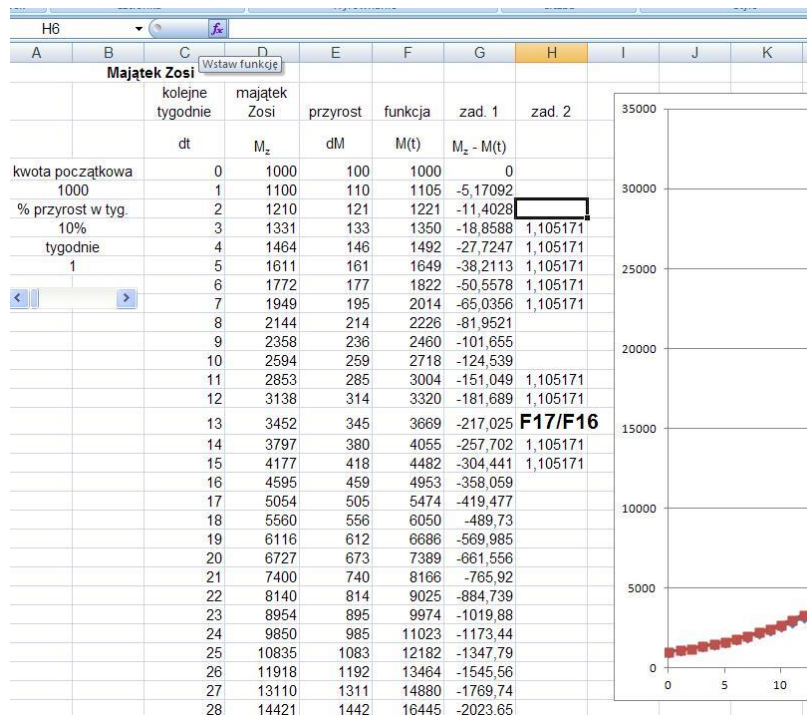 H6 fx
A B C D E F G H I J K
Majątek Zosi
Wstaw funkcję
kolejne tygodnie majątek Zosi przyrost funkcja zad. 1 zad. 2
dt Mz dM M(t) Mz - M(t)
kwota początkowa 0 1000 100 1000 0
1000 1 1100 110 1105 -5,17092
% przyrost w tyg. 2 1210 121 1221 -11,4028
10% 3 1331 133 1350 -18,8588 1,105171
tygodnie 4 1464 146 1492 -27,7247 1,105171
1 5 1611 161 1649 -38,2113 1,105171
6 1772 177 1822 -50,5578 1,105171
7 1949 195 2014 -65,0356 1,105171
8 2144 214 2226 -81,9521
9 2358 236 2460 -101,655
10 2594 259 2718 -124,539
11 2853 285 3004 -151,049 1,105171
12 3138 314 3320 -181,689 1,105171
13 3452 345 3669 -217,025 F17/F16
14 3797 380 4055 -257,702 1,105171
15 4177 418 4482 -304,441 1,105171
16 4595 459 4953 -358,059
17 5054 505 5474 -419,477
18 5560 556 6050 -489,73
19 6116 612 6686 -569,985
20 6727 673 7389 -661,556
21 7400 740 8166 -765,92
22 8140 814 9025 -884,739
23 8954 895 9974 -1019,88
24 9850 985 11023 -1173,44
25 10835 1083 12182 -1347,79
26 11918 1192 13464 -1545,56
27 13110 1311 14880 -1769,74
28 14421 1442 16445 -2023,65
35000
30000
25000
20000
15000
10000
5000
0
0 5 10